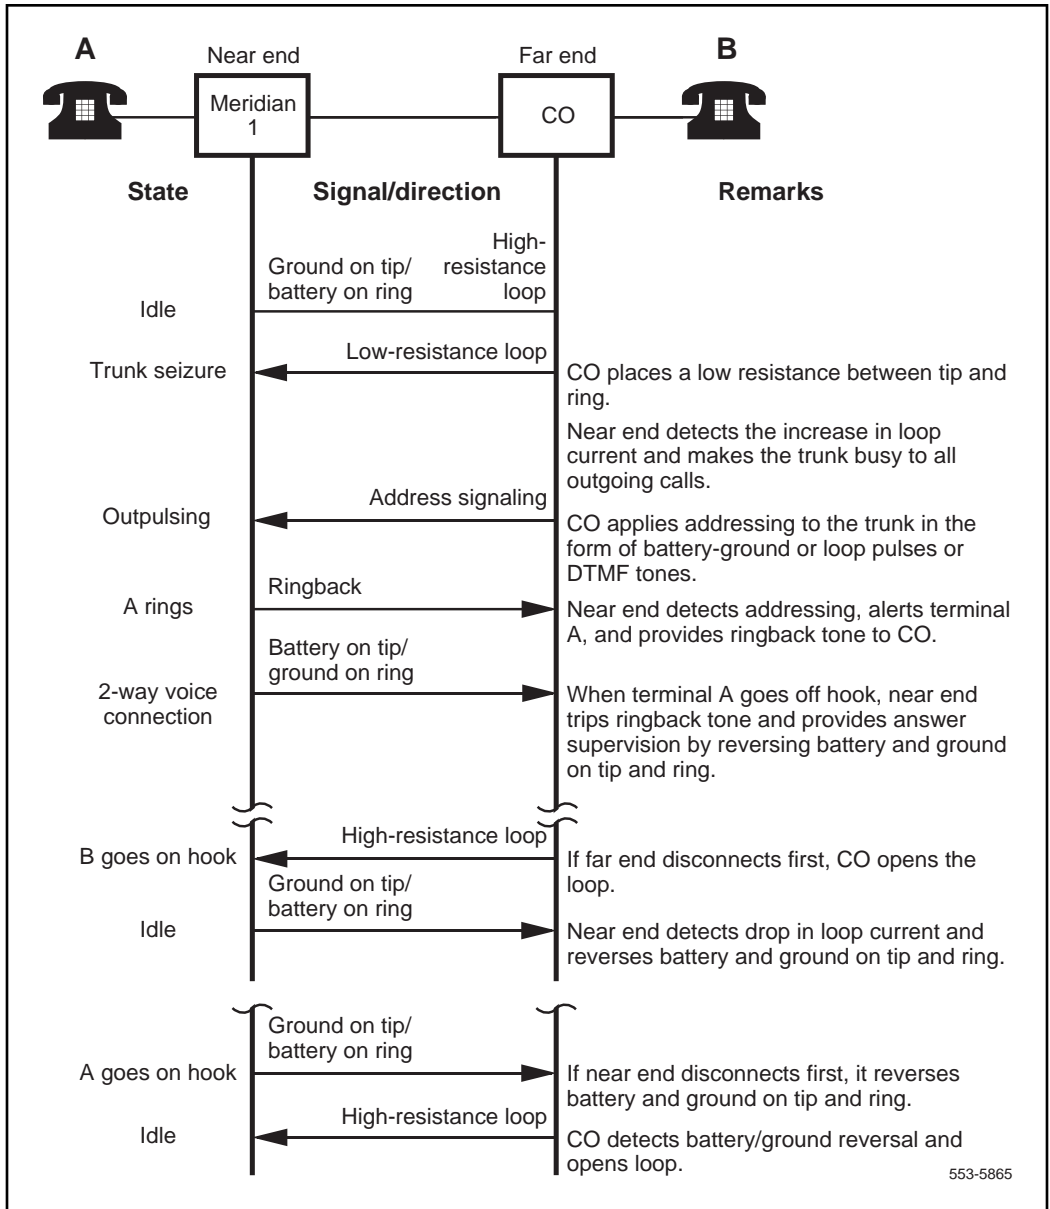 A
B
Near end
Far end
Meridian
1
CO
State
Signal/direction
Remarks
High-
resistance
loop
Ground on tip/
battery on ring
Idle
Low-resistance loop
Trunk seizure
CO places a low resistance between tip and
ring.
Near end detects the increase in loop
current and makes the trunk busy to all
outgoing calls.
Address signaling
Outpulsing
CO applies addressing to the trunk in the
form of battery-ground or loop pulses or
DTMF tones.
Ringback
A rings
Near end detects addressing, alerts terminal
A, and provides ringback tone to CO.
Battery on tip/
ground on ring
2-way voice
connection
When terminal A goes off hook, near end
trips ringback tone and provides answer
supervision by reversing battery and ground
on tip and ring.
High-resistance loop
B goes on hook
If far end disconnects first, CO opens the
loop.
Ground on tip/
battery on ring
Idle
Near end detects drop in loop current and
reverses battery and ground on tip and ring.
Ground on tip/
battery on ring
A goes on hook
If near end disconnects first, it reverses
battery and ground on tip and ring.
High-resistance loop
Idle
CO detects battery/ground reversal and
opens loop.
553-5865